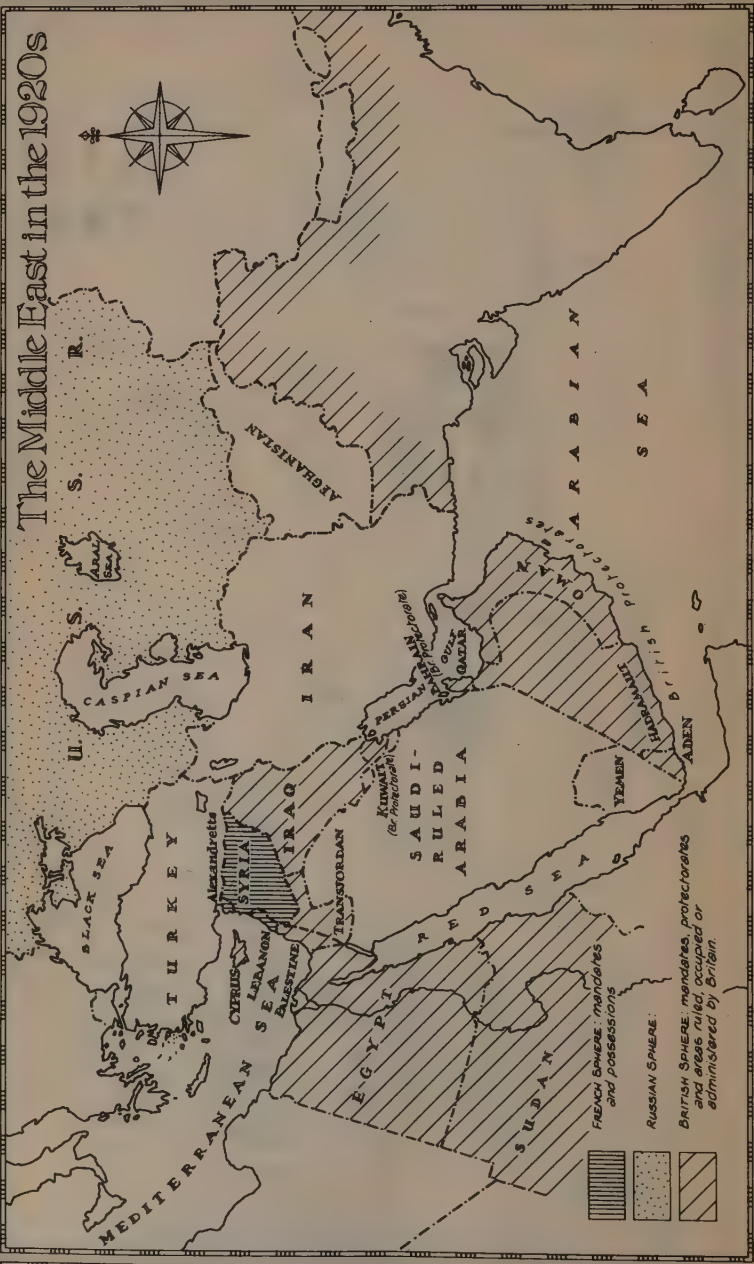 The Middle East in the 1920s
U. S. S. R.
ARAL
SEA
CASPIAN SEA
BLACK SEA
TURKEY
Alexandretta
SYRIA
CYPRUS
LEBANON
PALESTINE
MEDITERRANEAN
SEA
IRAQ
TRANSJORDAN
IRAN
AFGHANISTAN
KUWAIT
(Br. Protectorate)
PERSIAN
GULF
BAHRAIN
(Br. Protectorate)
QATAR
SAUDI-
RULED
ARABIA
EGYPT
SUDAN
RED SEA
YEMEN
ADEN
HADRAMAUT
OMAN
British Protectorates
ARABIAN
SEA
FRENCH SPHERE: mandates
and possessions
RUSSIAN SPHERE:
BRITISH SPHERE: mandates, protectorates
and areas ruled, occupied or
administered by Britain.